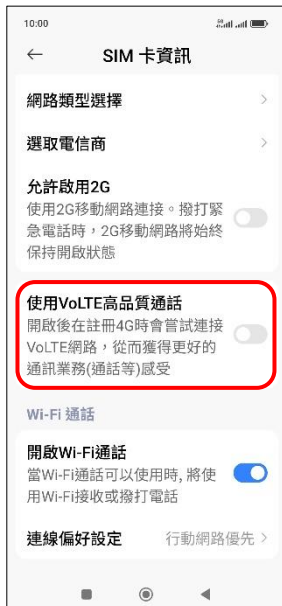 10:00
SIM 卡資訊
網路類型選擇
選取電信商
允許啟用2G
使用2G移動網路連接。撥打緊
急電話時，2G移動網路將始終
保持開啟狀態
使用VoLTE高品質通話
開啟後在註冊4G時會嘗試連接
VoLTE網路，從而獲得更好的
通訊業務(通話等)感受
Wi-Fi 通話
開啟Wi-Fi通話
當Wi-Fi通話可以使用時, 將使
用Wi-Fi接收或撥打電話
連線偏好設定
行動網路優先